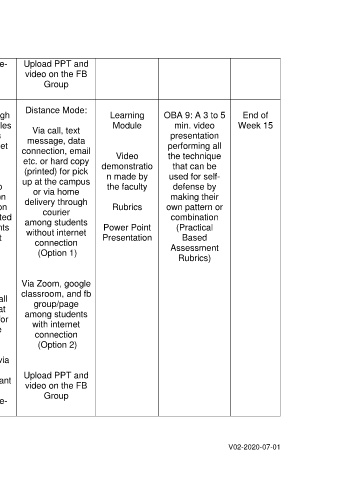 e-
Upload PPT and
video on the FB
Group
gh
les
s
et
o
n
on
ted
nts
t
all
at
or
e
via
ant
e-
Distance Mode:
Via call, text
message, data
connection, email
etc. or hard copy
(printed) for pick
up at the campus
or via home
delivery through
courier
among students
without internet
connection
(Option 1)
Via Zoom, google
classroom, and fb
group/page
among students
with internet
connection
(Option 2)
Upload PPT and
video on the FB
Group
Learning
Module
Video
demonstratio
n made by
the faculty
Rubrics
Power Point
Presentation
OBA 9: A 3 to 5
min. video
presentation
performing all
the technique
that can be
used for self-
defense by
making their
own pattern or
combination
(Practical
Based
Assessment
Rubrics)
End of
Week 15
V02-2020-07-01